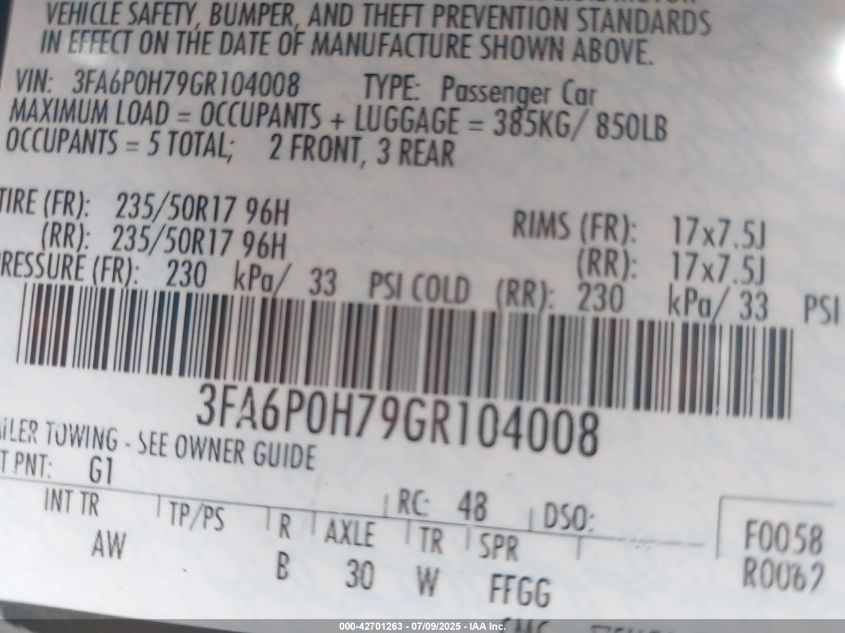 VEHICLE SAFETY, BUMPER, AND THEFT PREVENTION STANDARDS
IN EFFECT ON THE DATE OF MANUFACTURE SHOWN ABOVE.
VIN: 3FA6P0H79GR104008 TYPE: Passenger Car
MAXIMUM LOAD = OCCUPANTS + LUGGAGE = 385KG/ 850LB
OCCUPANTS = 5 TOTAL; 2 FRONT, 3 REAR
TIRE (FR): 235/50R17 96H RIMS (FR): 17x7.5J
(RR): 235/50R17 96H (RR): 17x7.5J
RESSURE (FR): 230 kPa/ 33 PSI COLD (RR): 230 kPa/ 33 PSI
3FA6P0H79GR104008
AILER TOWING - SEE OWNER GUIDE
T PNT: G1 RC: 48 DSO:
INT TR TP/PS R AXLE TR SPR F0058
AW B 30 W FFGG R0062
000-42701263 - 07/09/2025 - IAA Inc.